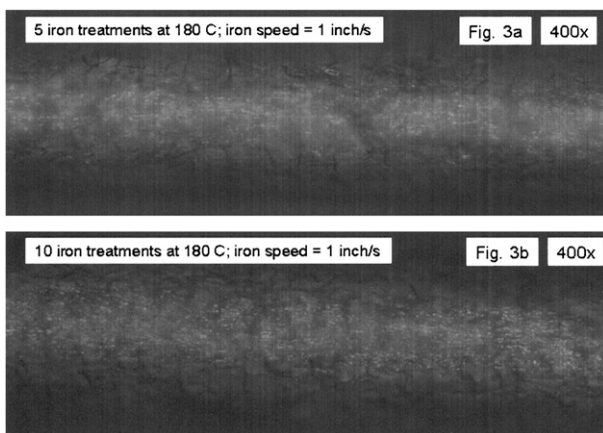 5 iron treatments at 180 C; iron speed = 1 inch/s
Fig. 3a
400x
10 iron treatments at 180 C; iron speed = 1 inch/s
Fig. 3b
400x